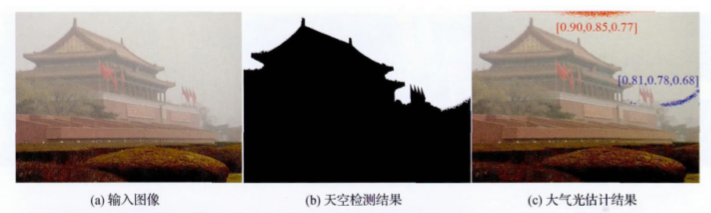 [0.90,0.85,0.77]
[0.81,0.78,0.68]
(a) 输入图像
(b) 天空检测结果
(c) 大气光估计结果